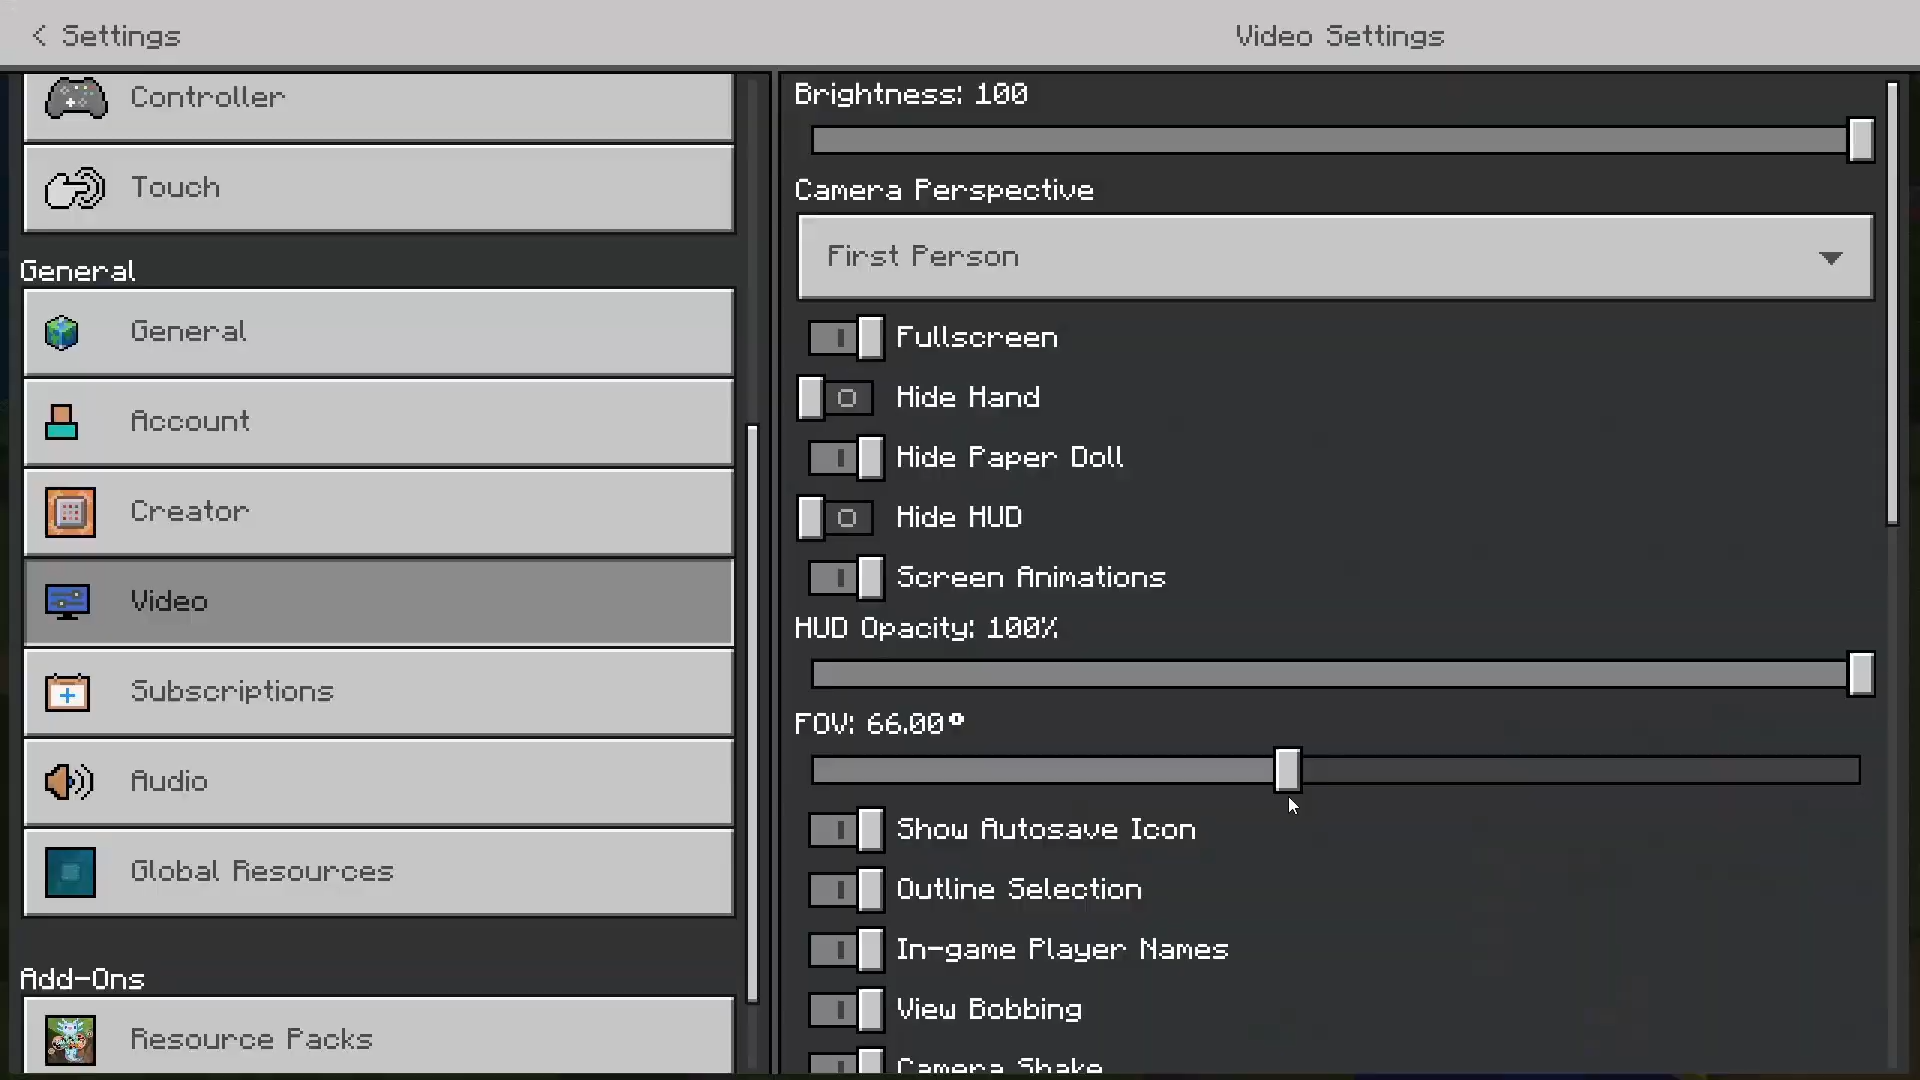 < Settings
Video Settings
Controller
Touch
General
General
Account
Creator
Video
Subscriptions
Audio
Global Resources
Add-Ons
Resource Packs
Brightness: 100
Camera Perspective
First Person
Fullscreen
Hide Hand
Hide Paper Doll
Hide HUD
Screen Animations
HUD Opacity: 100%
FOV: 66.00°
Show Autosave Icon
Outline Selection
In-game Player Names
View Bobbing
Camera Shake